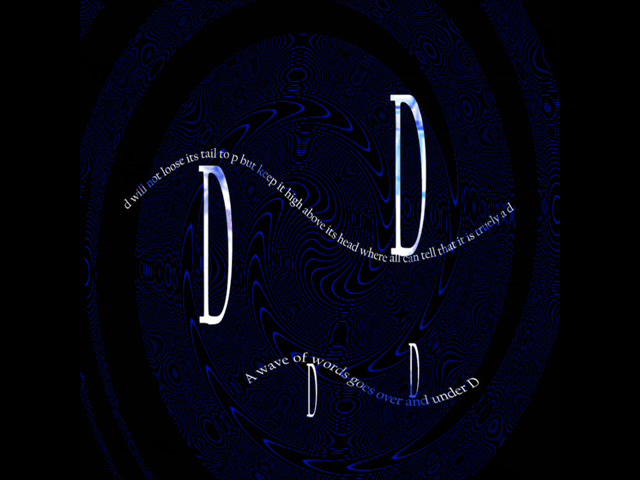 D
d will not loose its tail to p but keep it high above its head where all can tell that it is truely a d
D
D
A wave of words goes over and under D
D